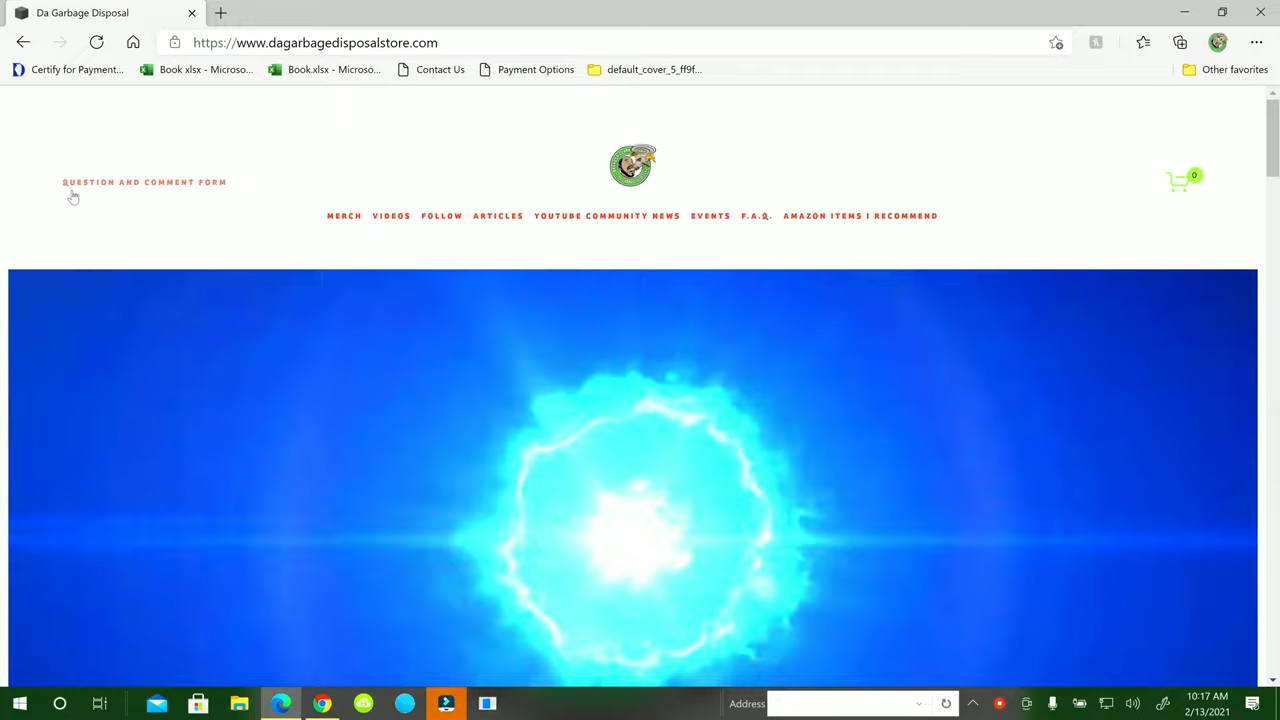 Da Garbage Disposal
https://www.dagarbagedisposalstore.com
Certify for Payment... Book xlsx - Microso... Book.xlsx - Microso... Contact Us Payment Options default_cover_5_ff9f... Other favorites
QUESTION AND COMMENT FORM
0
MERCH VIDEOS FOLLOW ARTICLES YOUTUBE COMMUNITY NEWS EVENTS F.A.Q. AMAZON ITEMS I RECOMMEND
Address
10:17 AM
2/13/2021